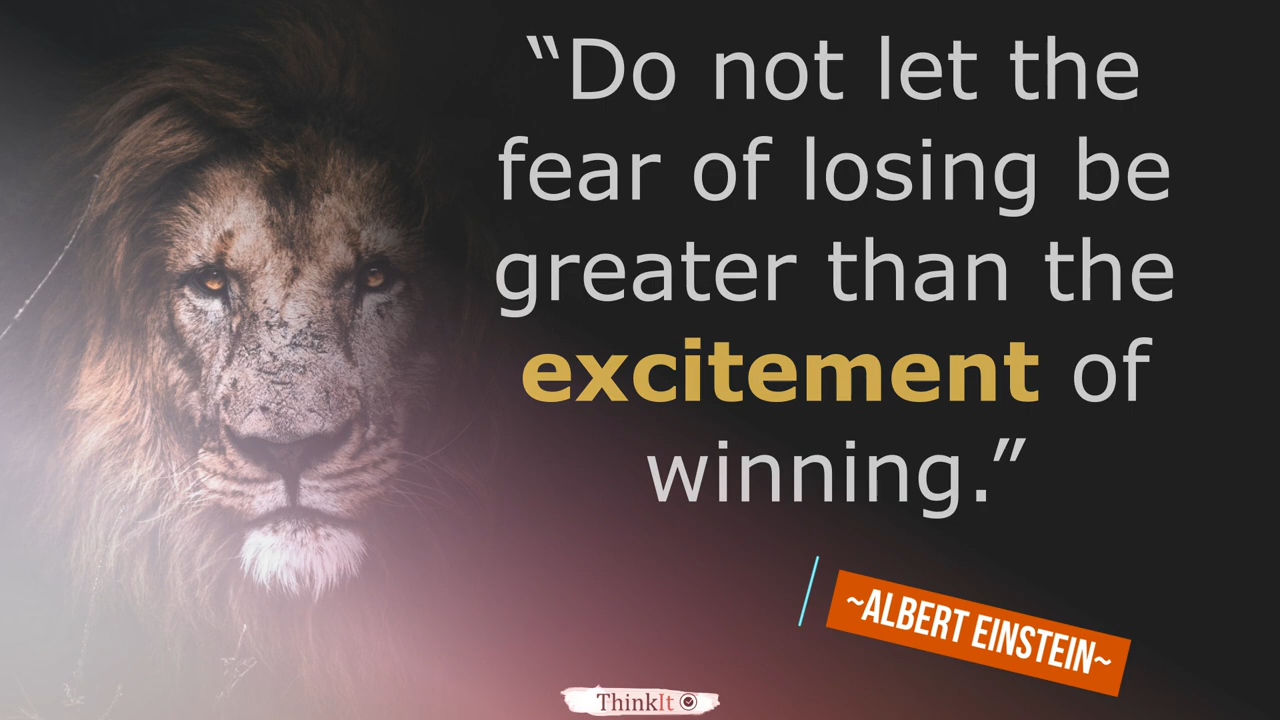 “Do not let the
fear of losing be
greater than the
excitement of
winning.”
~ALBERT EINSTEIN~
ThinkIt